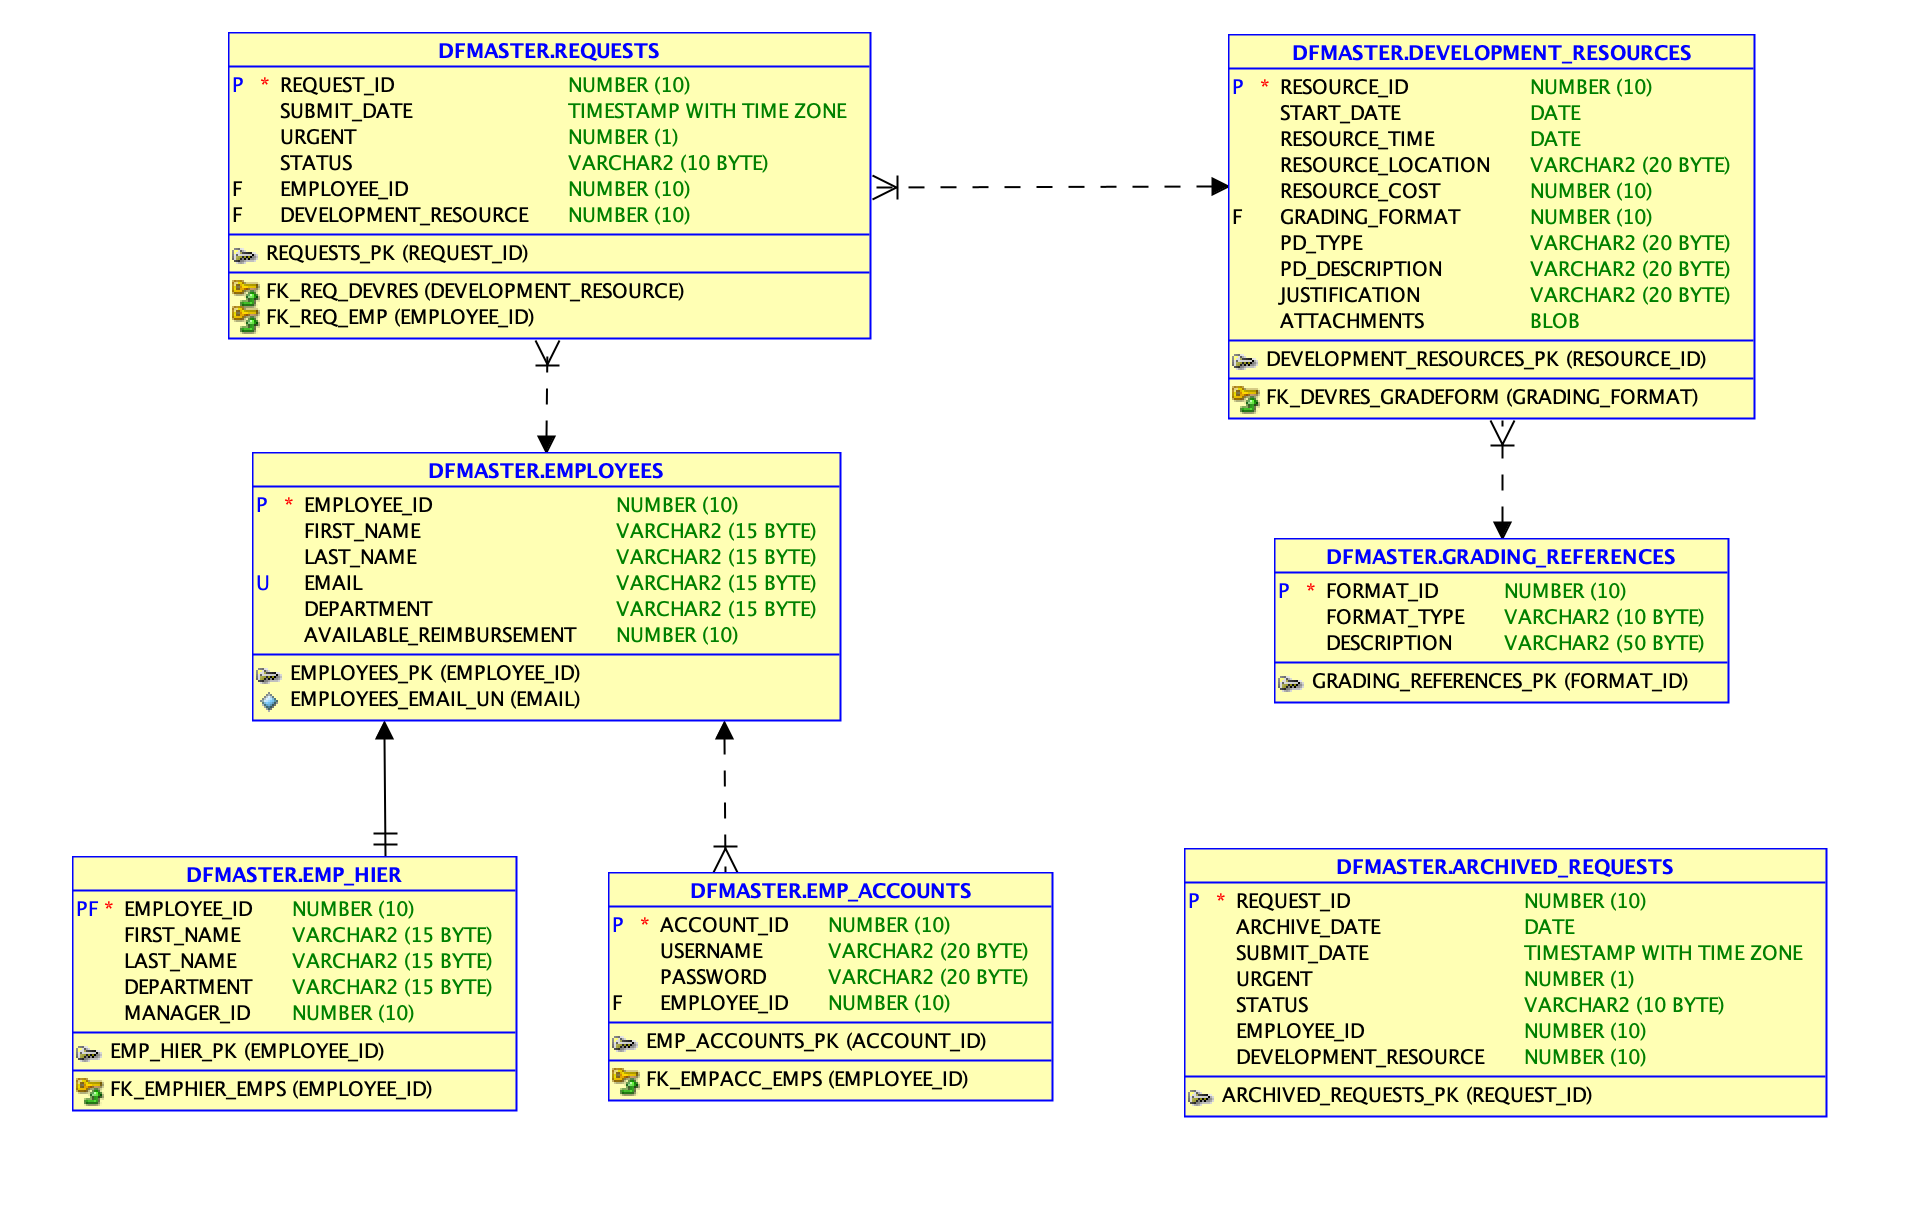 DFMASTER.REQUESTS
P * REQUEST_ID NUMBER (10)
SUBMIT_DATE TIMESTAMP WITH TIME ZONE
URGENT NUMBER (1)
STATUS VARCHAR2 (10 BYTE)
F EMPLOYEE_ID NUMBER (10)
F DEVELOPMENT_RESOURCE NUMBER (10)
REQUESTS_PK (REQUEST_ID)
FK_REQ_DEVRES (DEVELOPMENT_RESOURCE)
FK_REQ_EMP (EMPLOYEE_ID)
DFMASTER.DEVELOPMENT_RESOURCES
P * RESOURCE_ID NUMBER (10)
START_DATE DATE
RESOURCE_TIME DATE
RESOURCE_LOCATION VARCHAR2 (20 BYTE)
RESOURCE_COST NUMBER (10)
F GRADING_FORMAT NUMBER (10)
PD_TYPE VARCHAR2 (20 BYTE)
PD_DESCRIPTION VARCHAR2 (20 BYTE)
JUSTIFICATION VARCHAR2 (20 BYTE)
ATTACHMENTS BLOB
DEVELOPMENT_RESOURCES_PK (RESOURCE_ID)
FK_DEVRES_GRADEFORM (GRADING_FORMAT)
DFMASTER.EMPLOYEES
P * EMPLOYEE_ID NUMBER (10)
FIRST_NAME VARCHAR2 (15 BYTE)
LAST_NAME VARCHAR2 (15 BYTE)
U EMAIL VARCHAR2 (15 BYTE)
DEPARTMENT VARCHAR2 (15 BYTE)
AVAILABLE_REIMBURSEMENT NUMBER (10)
EMPLOYEES_PK (EMPLOYEE_ID)
EMPLOYEES_EMAIL_UN (EMAIL)
DFMASTER.GRADING_REFERENCES
P * FORMAT_ID NUMBER (10)
FORMAT_TYPE VARCHAR2 (10 BYTE)
DESCRIPTION VARCHAR2 (50 BYTE)
GRADING_REFERENCES_PK (FORMAT_ID)
DFMASTER.EMP_HIER
PF * EMPLOYEE_ID NUMBER (10)
FIRST_NAME VARCHAR2 (15 BYTE)
LAST_NAME VARCHAR2 (15 BYTE)
DEPARTMENT VARCHAR2 (15 BYTE)
MANAGER_ID NUMBER (10)
EMP_HIER_PK (EMPLOYEE_ID)
FK_EMPHIER_EMPS (EMPLOYEE_ID)
DFMASTER.EMP_ACCOUNTS
P * ACCOUNT_ID NUMBER (10)
USERNAME VARCHAR2 (20 BYTE)
PASSWORD VARCHAR2 (20 BYTE)
F EMPLOYEE_ID NUMBER (10)
EMP_ACCOUNTS_PK (ACCOUNT_ID)
FK_EMPACC_EMPS (EMPLOYEE_ID)
DFMASTER.ARCHIVED_REQUESTS
P * REQUEST_ID NUMBER (10)
ARCHIVE_DATE DATE
SUBMIT_DATE TIMESTAMP WITH TIME ZONE
URGENT NUMBER (1)
STATUS VARCHAR2 (10 BYTE)
EMPLOYEE_ID NUMBER (10)
DEVELOPMENT_RESOURCE NUMBER (10)
ARCHIVED_REQUESTS_PK (REQUEST_ID)